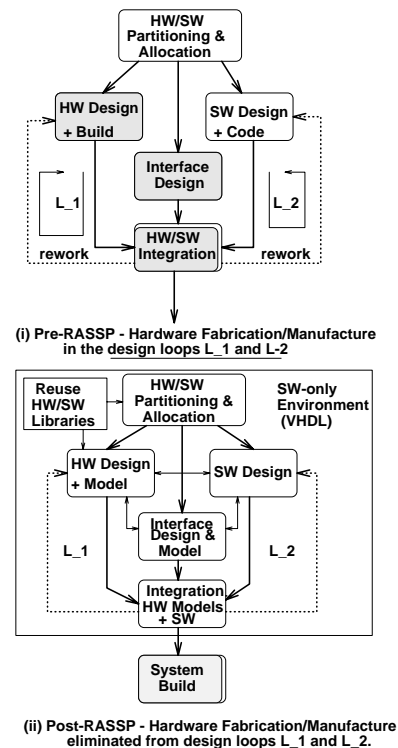 HW/SW
Partitioning &
Allocation
HW Design
+ Build
SW Design
+ Code
Interface
Design
L_1
L_2
HW/SW
Integration
rework
rework
(i) Pre-RASSP - Hardware Fabrication/Manufacture
in the design loops L_1 and L-2
Reuse
HW/SW
Libraries
HW/SW
Partitioning &
Allocation
SW-only
Environment
(VHDL)
HW Design
+ Model
SW Design
Interface
Design &
Model
L_1
L_2
Integration
HW Models
+ SW
System
Build
(ii) Post-RASSP - Hardware Fabrication/Manufacture
eliminated from design loops L_1 and L_2.